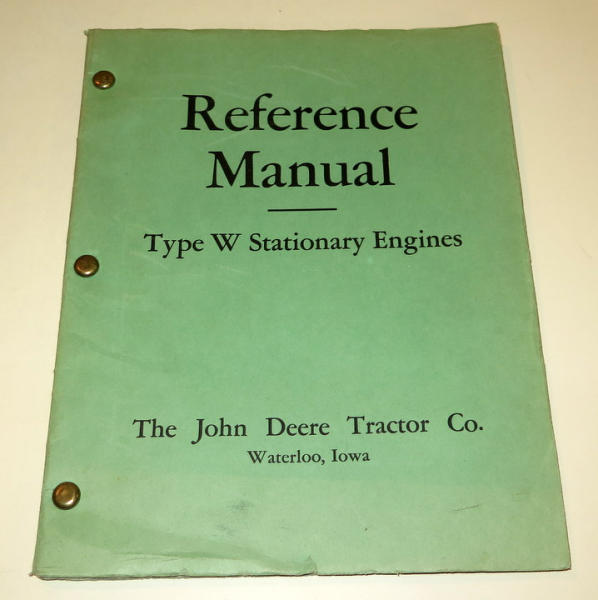 Reference
Manual
Type W Stationary Engines
The John Deere Tractor Co.
Waterloo, Iowa